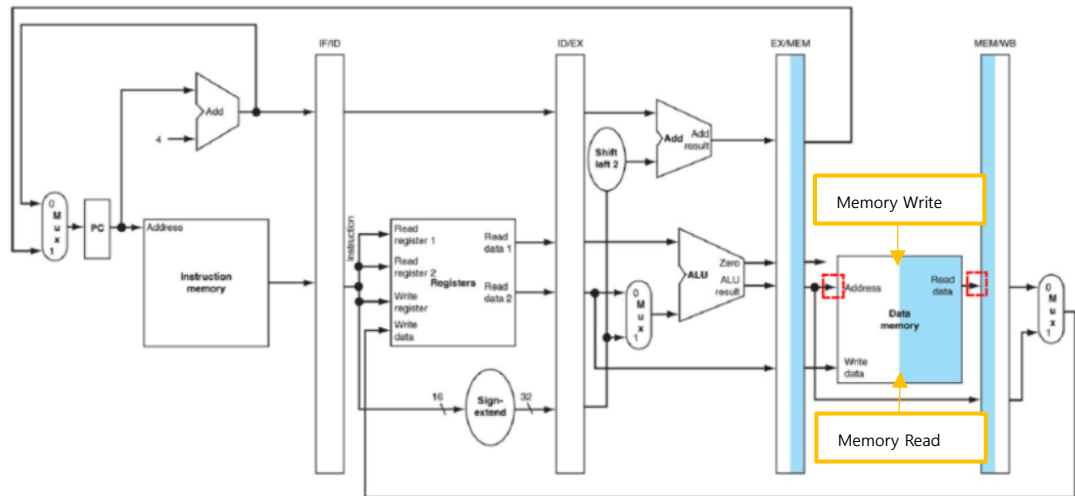 IF/ID
ID/EX
EX/MEM
MEM/WB
Add
4
Add
Add
result
Shift
left 2
0
M
u
x
1
PC
Address
Instruction
memory
Instruction
Read
register 1
Read
register 2
Write
register
Write
data
Registers
Read
data 1
Read
data 2
16
Sign-
extend
32
0
M
u
x
1
Zero
ALU
ALU
result
Memory Write
Address
Read
data
Data
memory
Write
data
Memory Read
0
M
u
x
1